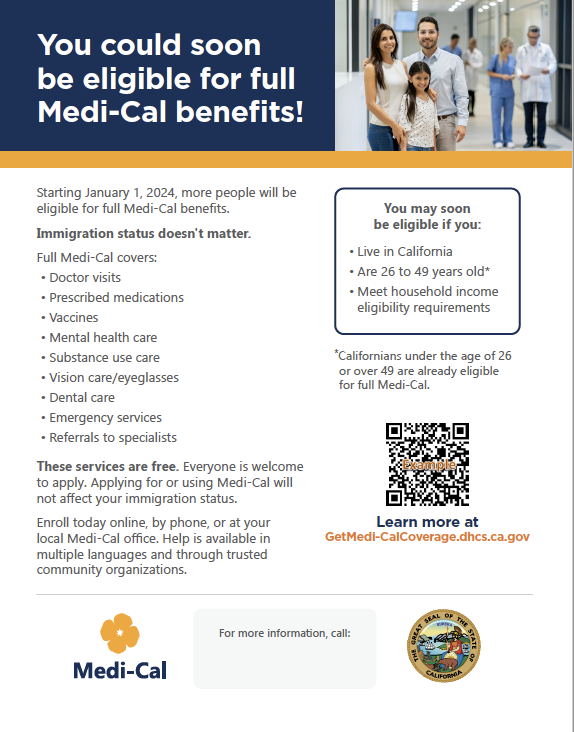 You could soon
be eligible for full
Medi-Cal benefits!
Starting January 1, 2024, more people will be
eligible for full Medi-Cal benefits.
Immigration status doesn't matter.
Full Medi-Cal covers:
• Doctor visits
• Prescribed medications
• Vaccines
• Mental health care
• Substance use care
• Vision care/eyeglasses
• Dental care
• Emergency services
• Referrals to specialists
These services are free. Everyone is welcome
to apply. Applying for or using Medi-Cal will
not affect your immigration status.
Enroll today online, by phone, or at your
local Medi-Cal office. Help is available in
multiple languages and through trusted
community organizations.
You may soon
be eligible if you:
• Live in California
• Are 26 to 49 years old*
• Meet household income
eligibility requirements
*Californians under the age of 26
or over 49 are already eligible
for full Medi-Cal.
Example
Learn more at
GetMedi-CalCoverage.dhcs.ca.gov
Medi-Cal
For more information, call:
THE GREAT SEAL OF THE STATE OF CALIFORNIA